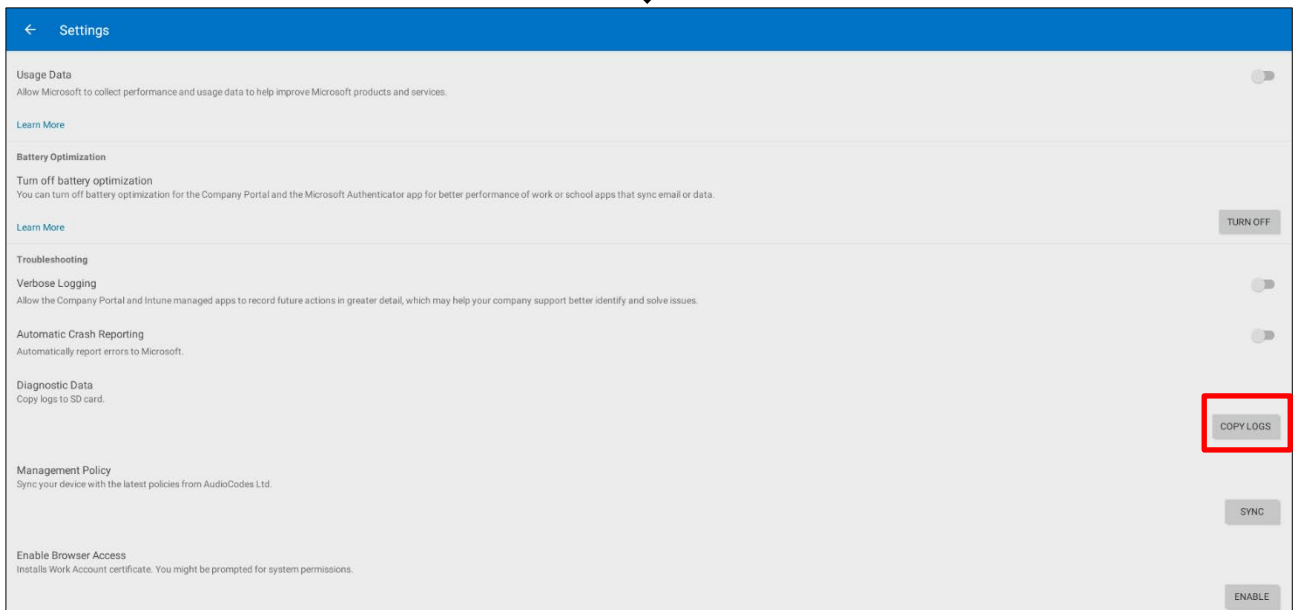 Settings
Usage Data
Allow Microsoft to collect performance and usage data to help improve Microsoft products and services.
Learn More
Battery Optimization
Turn off battery optimization
You can turn off battery optimization for the Company Portal and the Microsoft Authenticator app for better performance of work or school apps that sync email or data.
Learn More
TURN OFF
Troubleshooting
Verbose Logging
Allow the Company Portal and Intune managed apps to record future actions in greater detail, which may help your company support better identify and solve issues.
Automatic Crash Reporting
Automatically report errors to Microsoft.
Diagnostic Data
Copy logs to SD card.
COPY LOGS
Management Policy
Sync your device with the latest policies from AudioCodes Ltd.
SYNC
Enable Browser Access
Installs Work Account certificate. You might be prompted for system permissions.
ENABLE